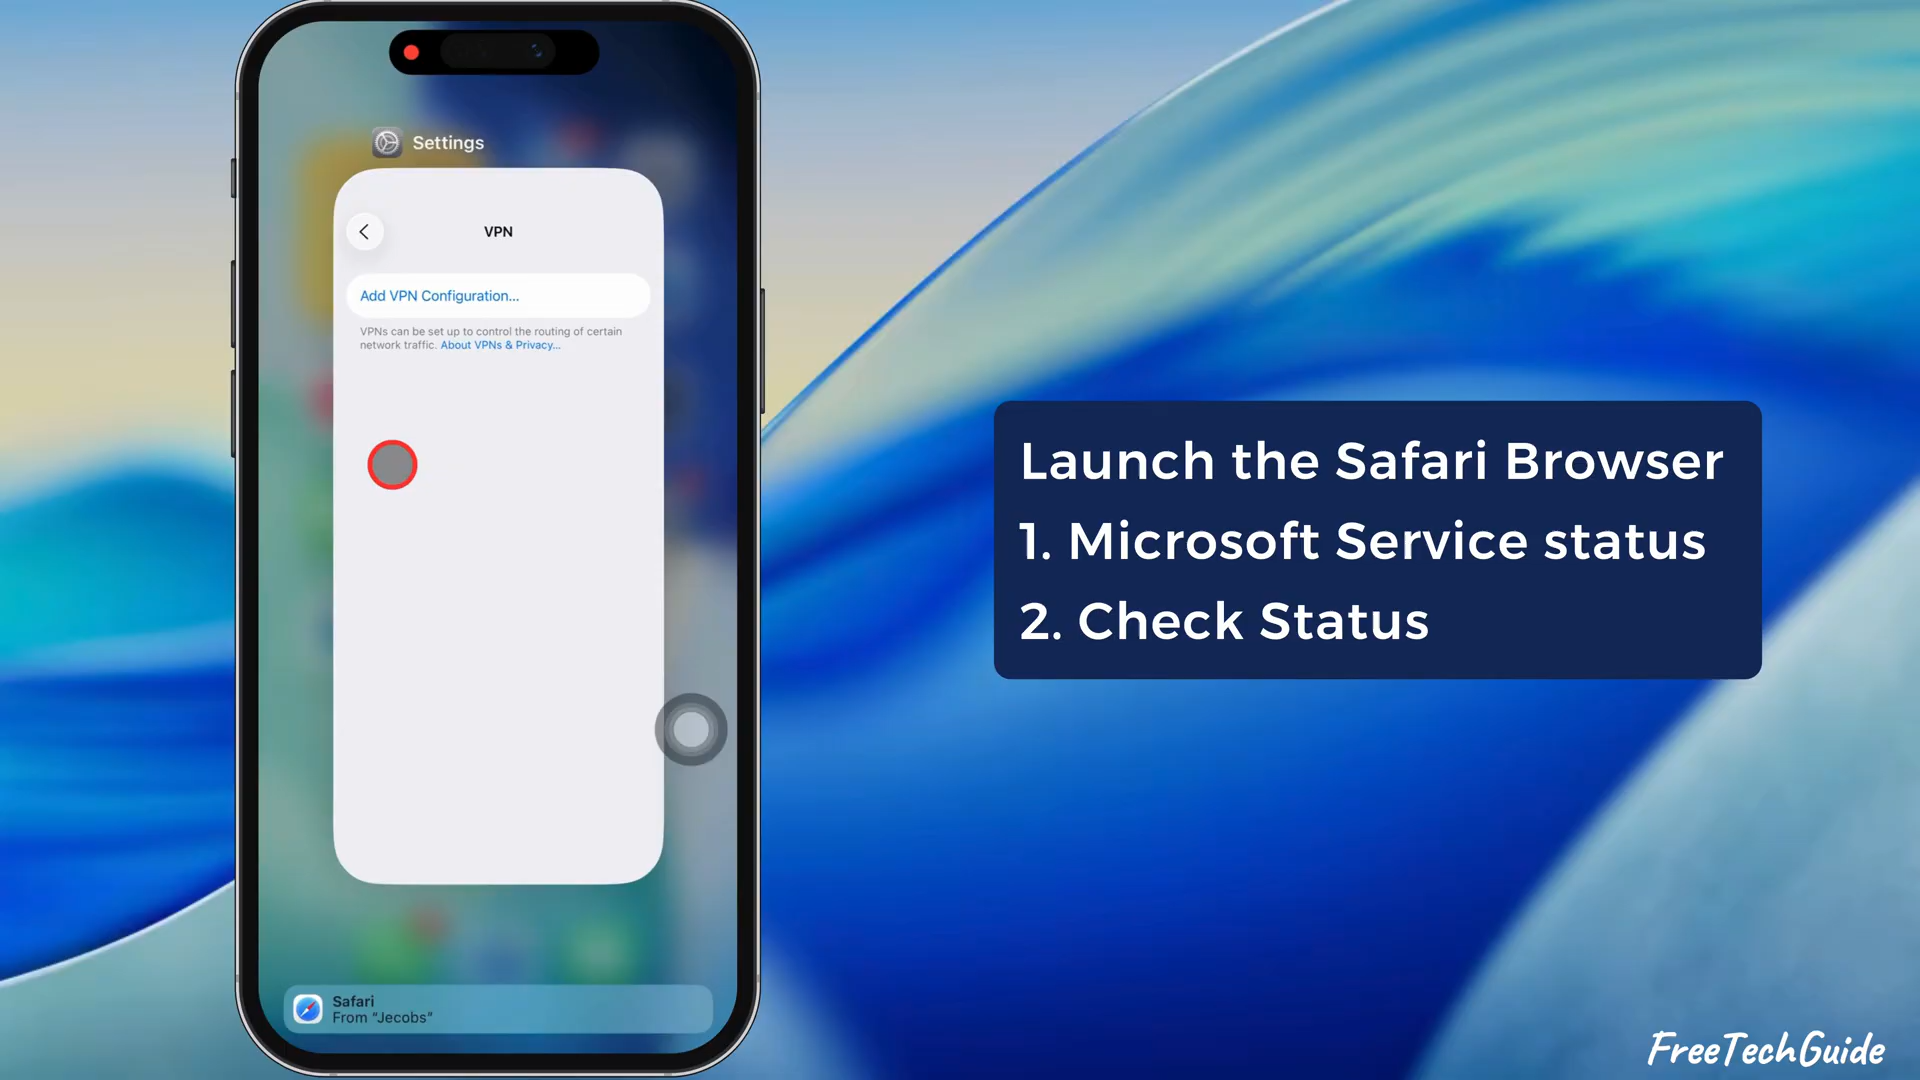 Settings
VPN
Add VPN Configuration...
VPNs can be set up to control the routing of certain
network traffic. About VPNs & Privacy...
Safari
From “Jecobs”
Launch the Safari Browser
1. Microsoft Service status
2. Check Status
FreeTechGuide